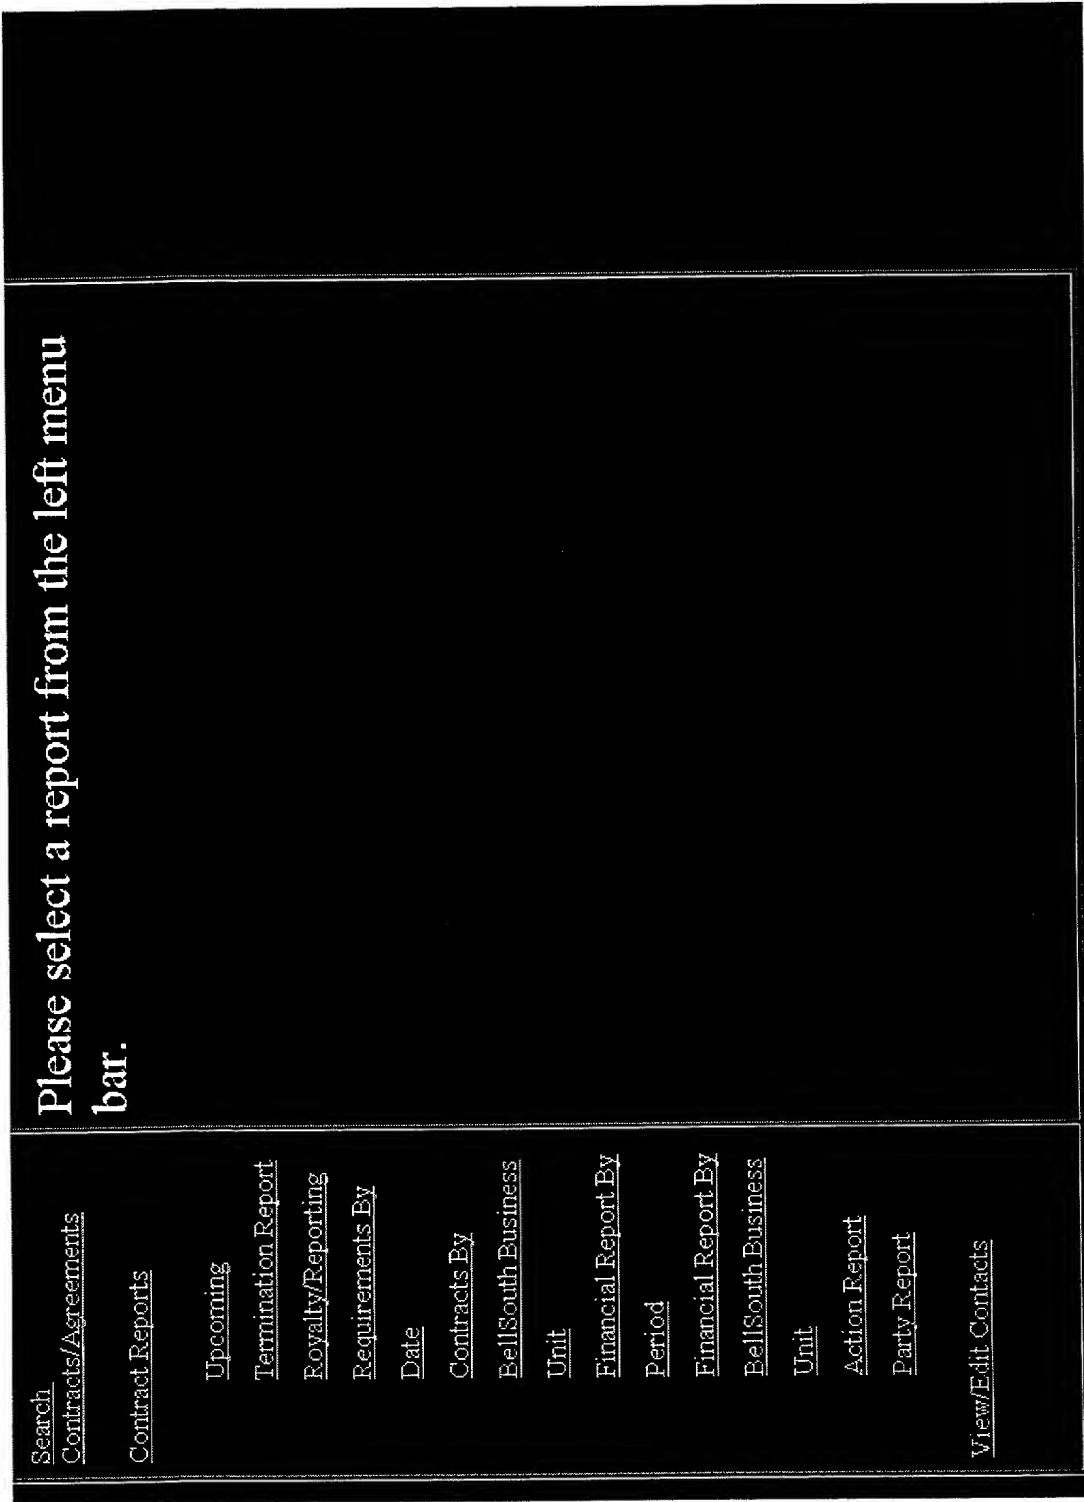 Search
Contracts/Agreements
Contract Reports
Upcoming
Termination Report
Royalty/Reporting
Requirements By
Date
Contracts By
BellSouth Business
Unit
Financial Report By
Period
Financial Report By
BellSouth Business
Unit
Action Report
Party Report
View/Edit Contacts
Please select a report from the left menu
bar.